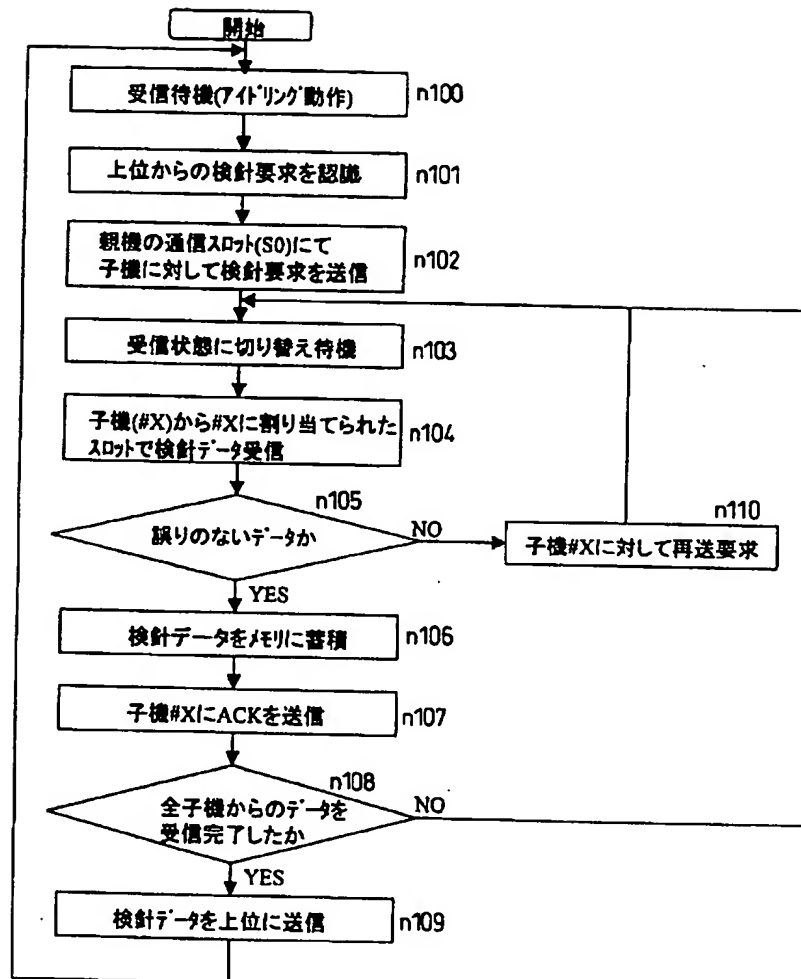 開始
受信待機(アイドリング動作)
n100
上位からの検針要求を認識
n101
親機の通信スロット(S0)にて
子機に対して検針要求を送信
n102
受信状態に切り替え待機
n103
子機(#X)から#Xに割り当てられた
スロットで検針データ受信
n104
n105
誤りのないデータか
NO
n110
子機#Xに対して再送要求
YES
検針データをメモリに蓄積
n106
子機#XにACKを送信
n107
n108
全子機からのデータを
受信完了したか
NO
YES
検針データを上位に送信
n109